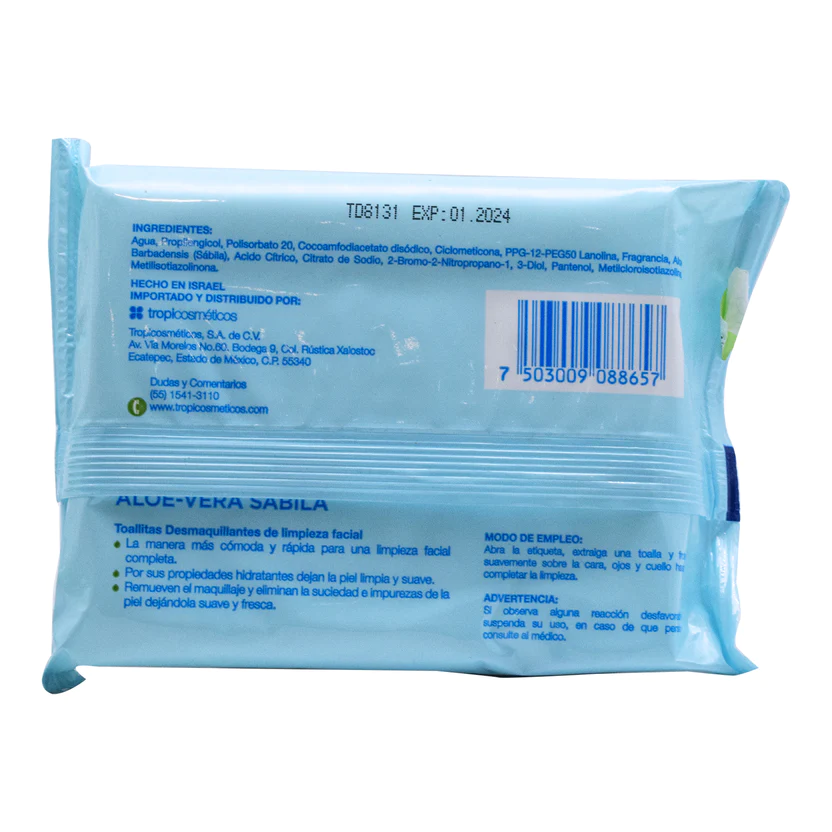 TD8131 EXP:01.2024
INGREDIENTES:
Agua, Propilengicol, Polisorbato 20, Cocoamfodiacetato disódico, Ciclometicona, PPG-12-PEG50 Lanolina, Fragrancia,
Barbadensis (Sábila), Acido Cítrico, Citrato de Sodio, 2-Bromo-2-Nitropropano-1, 3-Diol, Pantenol,
Metilisotiazolinona.
HECHO EN ISRAEL
IMPORTADO Y DISTRIBUIDO POR:
tropicosméticos
Tropicosméticos, S.A. de C.V.
Av. Vía Morelos No.60. Bodega 9, Col. Rústica Xalostoc
Ecatepec, Estado de México, C.P. 55340
7 503009 088657
Dudas y Comentarios
(55) 1541-3110
www.tropicosmeticos.com
ALOE-VERA SABILA
Toallitas Desmaquillantes de limpieza facial
La manera más cómoda y rápida para una limpieza facial
completa.
Por sus propiedades hidratantes dejan la piel limpia y suave.
Remueven el maquillaje y eliminan la suciedad e impurezas de la
piel dejándola suave y fresca.
MODO DE EMPLEO:
Abra la etiqueta, extraiga una toalla y
suavemente sobre la cara, ojos y cuello
completar la limpieza.
ADVERTENCIA:
Si observa alguna reacción
suspenda su uso, en caso de que
consulte al médico.